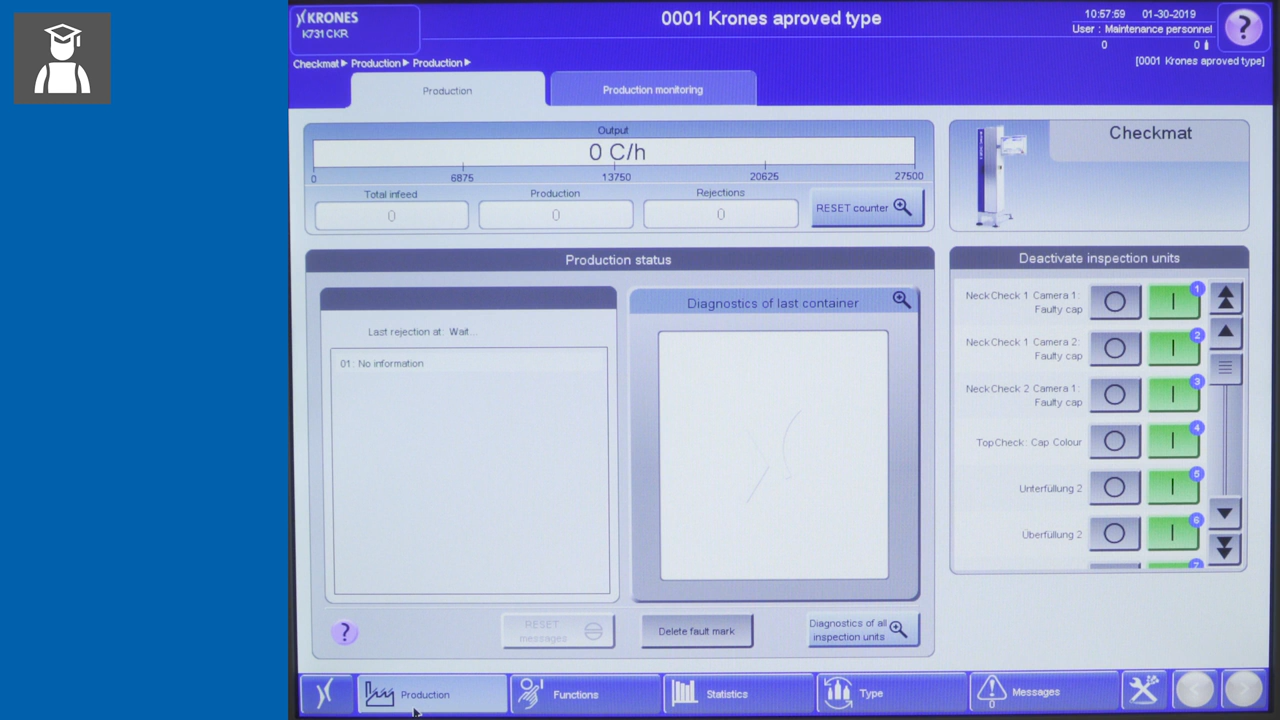 KRONES
K731 CKR
0001 Krones aproved type
10:57:59 01-30-2019
User : Maintenance personnel
0 0
?
Checkmat Production Production
[0001 Krones aproved type]
Production
Production monitoring
Output
0 C/h
0 6875 13750 20625 27500
Total infeed
Production
Rejections
0
0
0
RESET counter
Checkmat
Production status
Last rejection at: Wait...
01: No information
Diagnostics of last container
?
RESET
messages
Delete fault mark
Diagnostics of all
inspection units
Deactivate inspection units
NeckCheck 1 Camera 1:
Faulty cap
1
NeckCheck 1 Camera 2:
Faulty cap
2
NeckCheck 2 Camera 1:
Faulty cap
3
TopCheck: Cap Colour
4
Unterfüllung 2
5
Überfüllung 2
6
7
Production
Functions
Statistics
Type
0
Messages